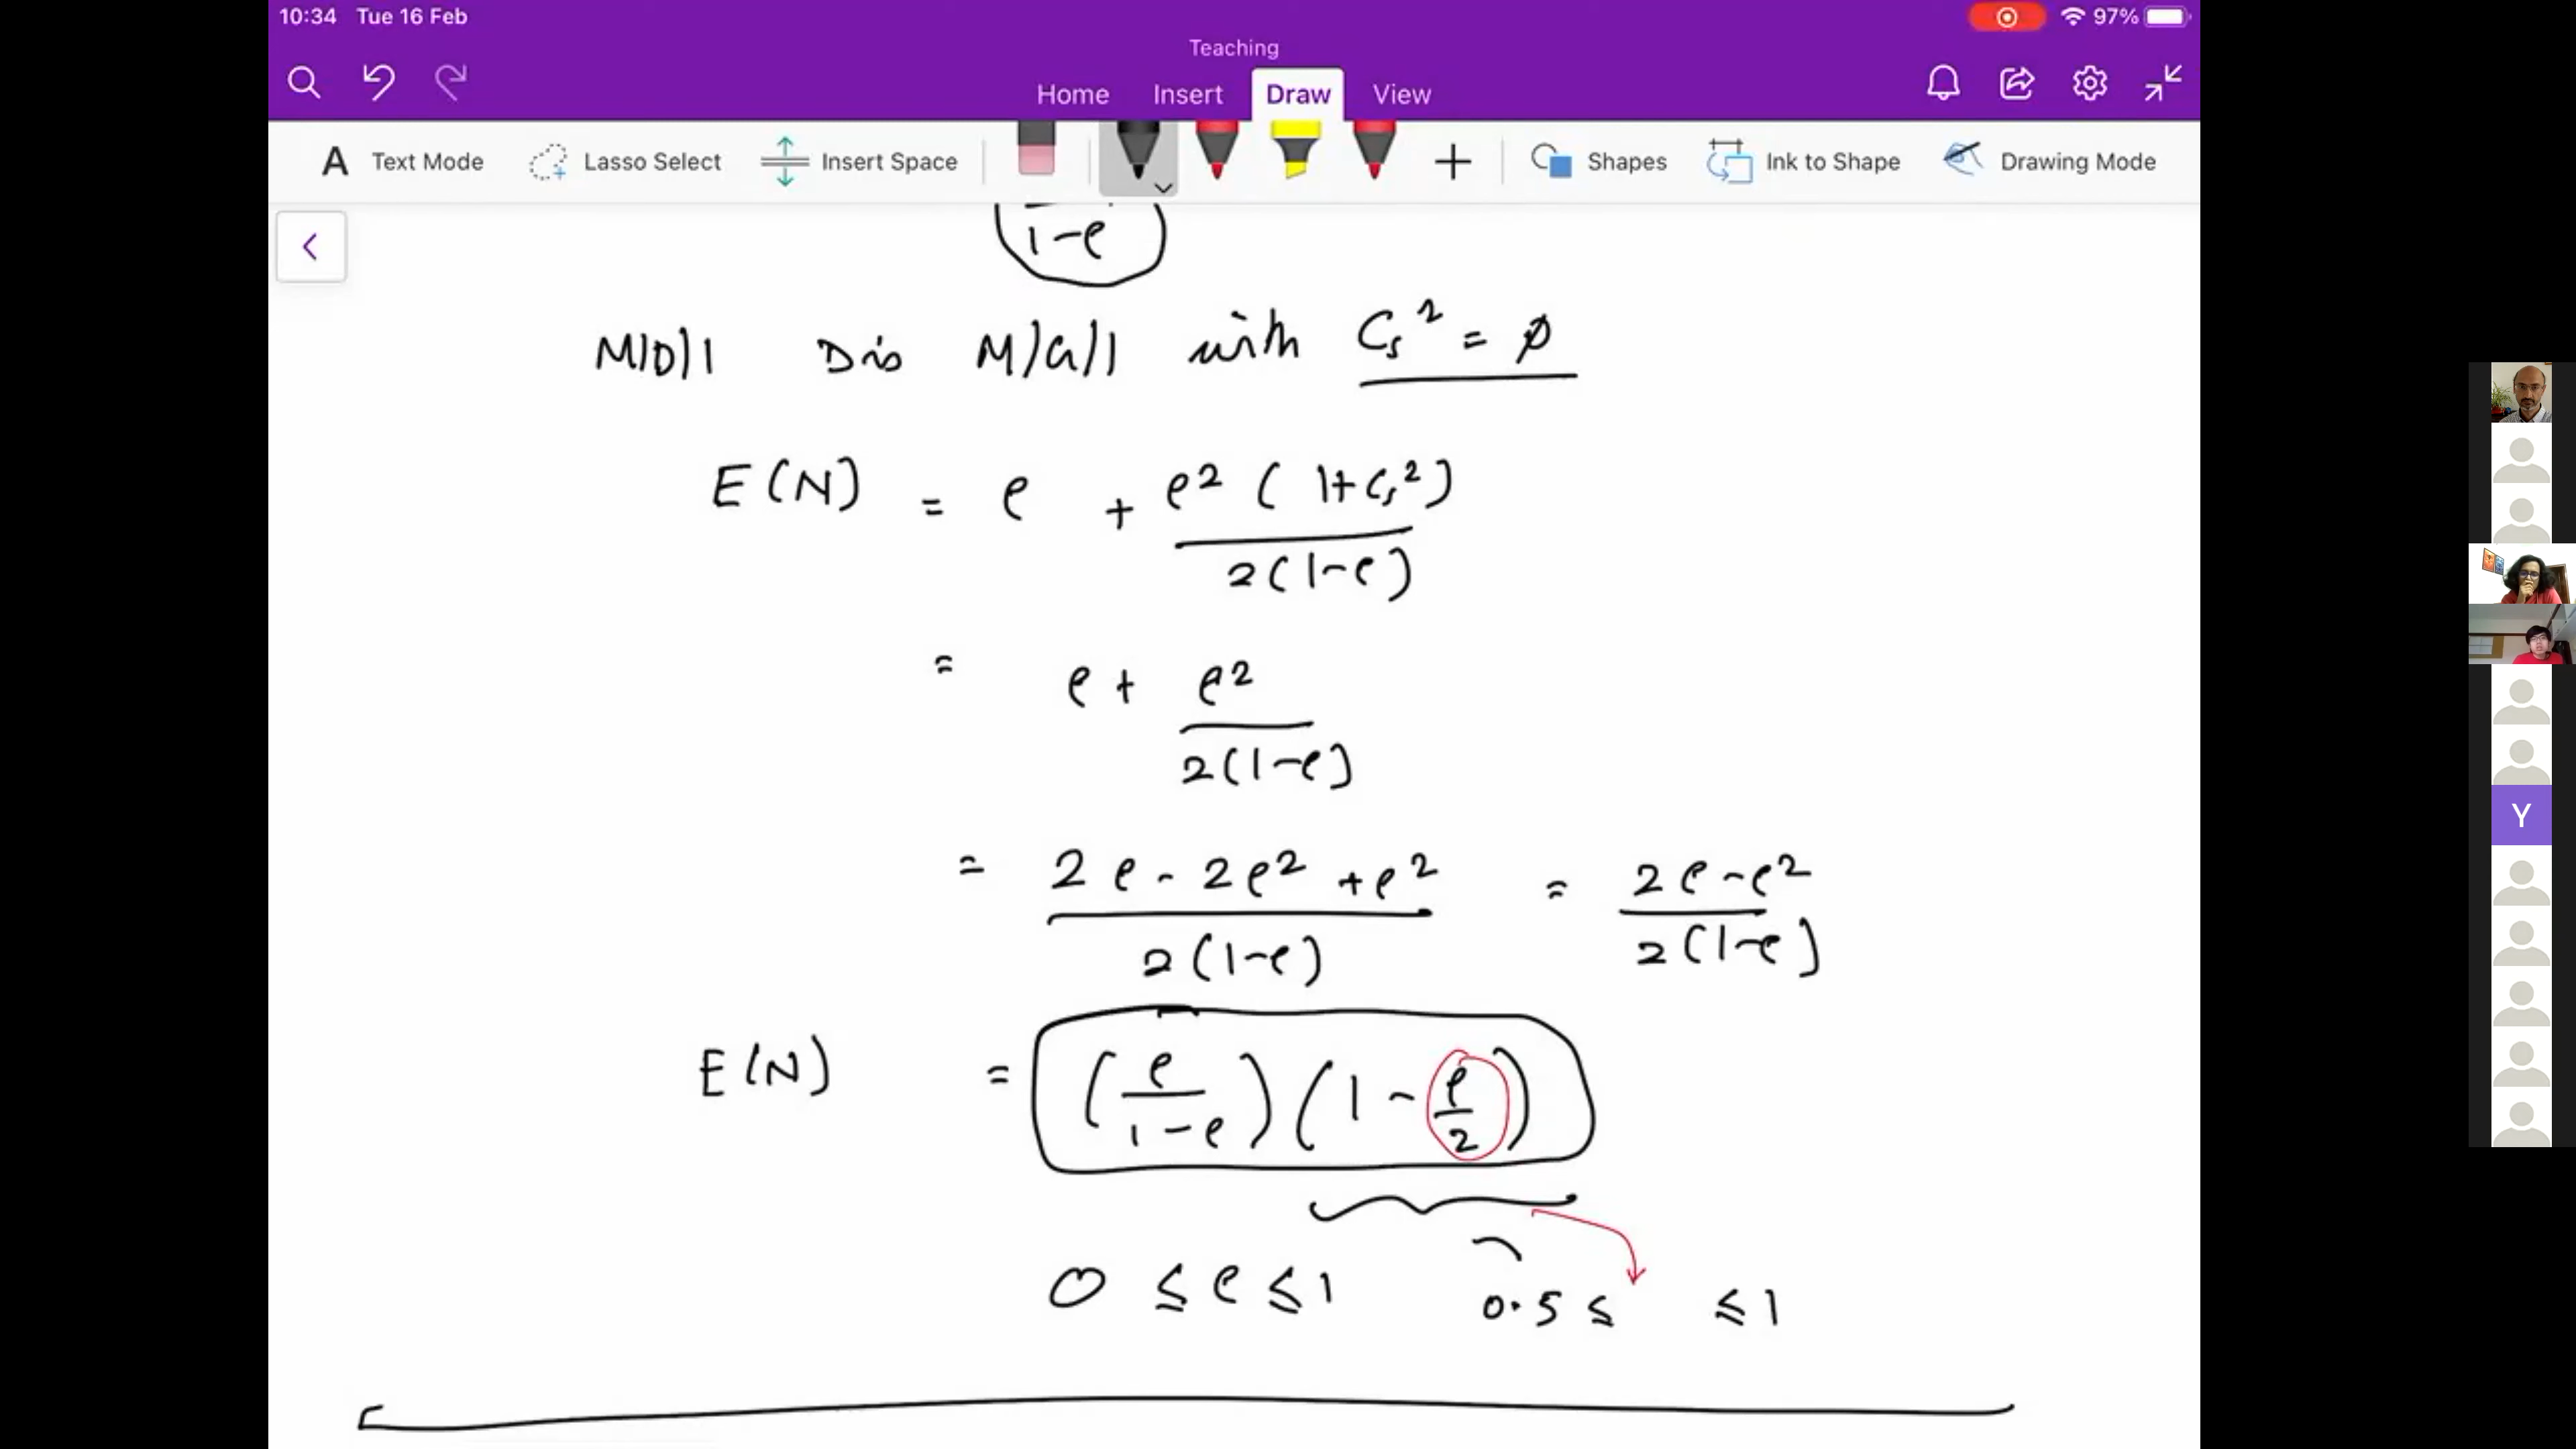 10:34 Tue 16 Feb
97%
Teaching
Home Insert Draw View
A Text Mode Lasso Select Insert Space Shapes Ink to Shape Drawing Mode
1-ρ
M/D/1 Dis M/G/1 with Cs² = ∅
E(N) = ρ + ρ² (1+Cs²)
2(1-ρ)
= ρ + ρ²
2(1-ρ)
= 2ρ - 2ρ² + ρ² = 2ρ - ρ²
2(1-ρ) 2(1-ρ)
E(N) = (ρ/1-ρ)(1 - ρ/2)
0 ≤ ρ ≤ 1 0.5 ≤ ≤ 1
Y